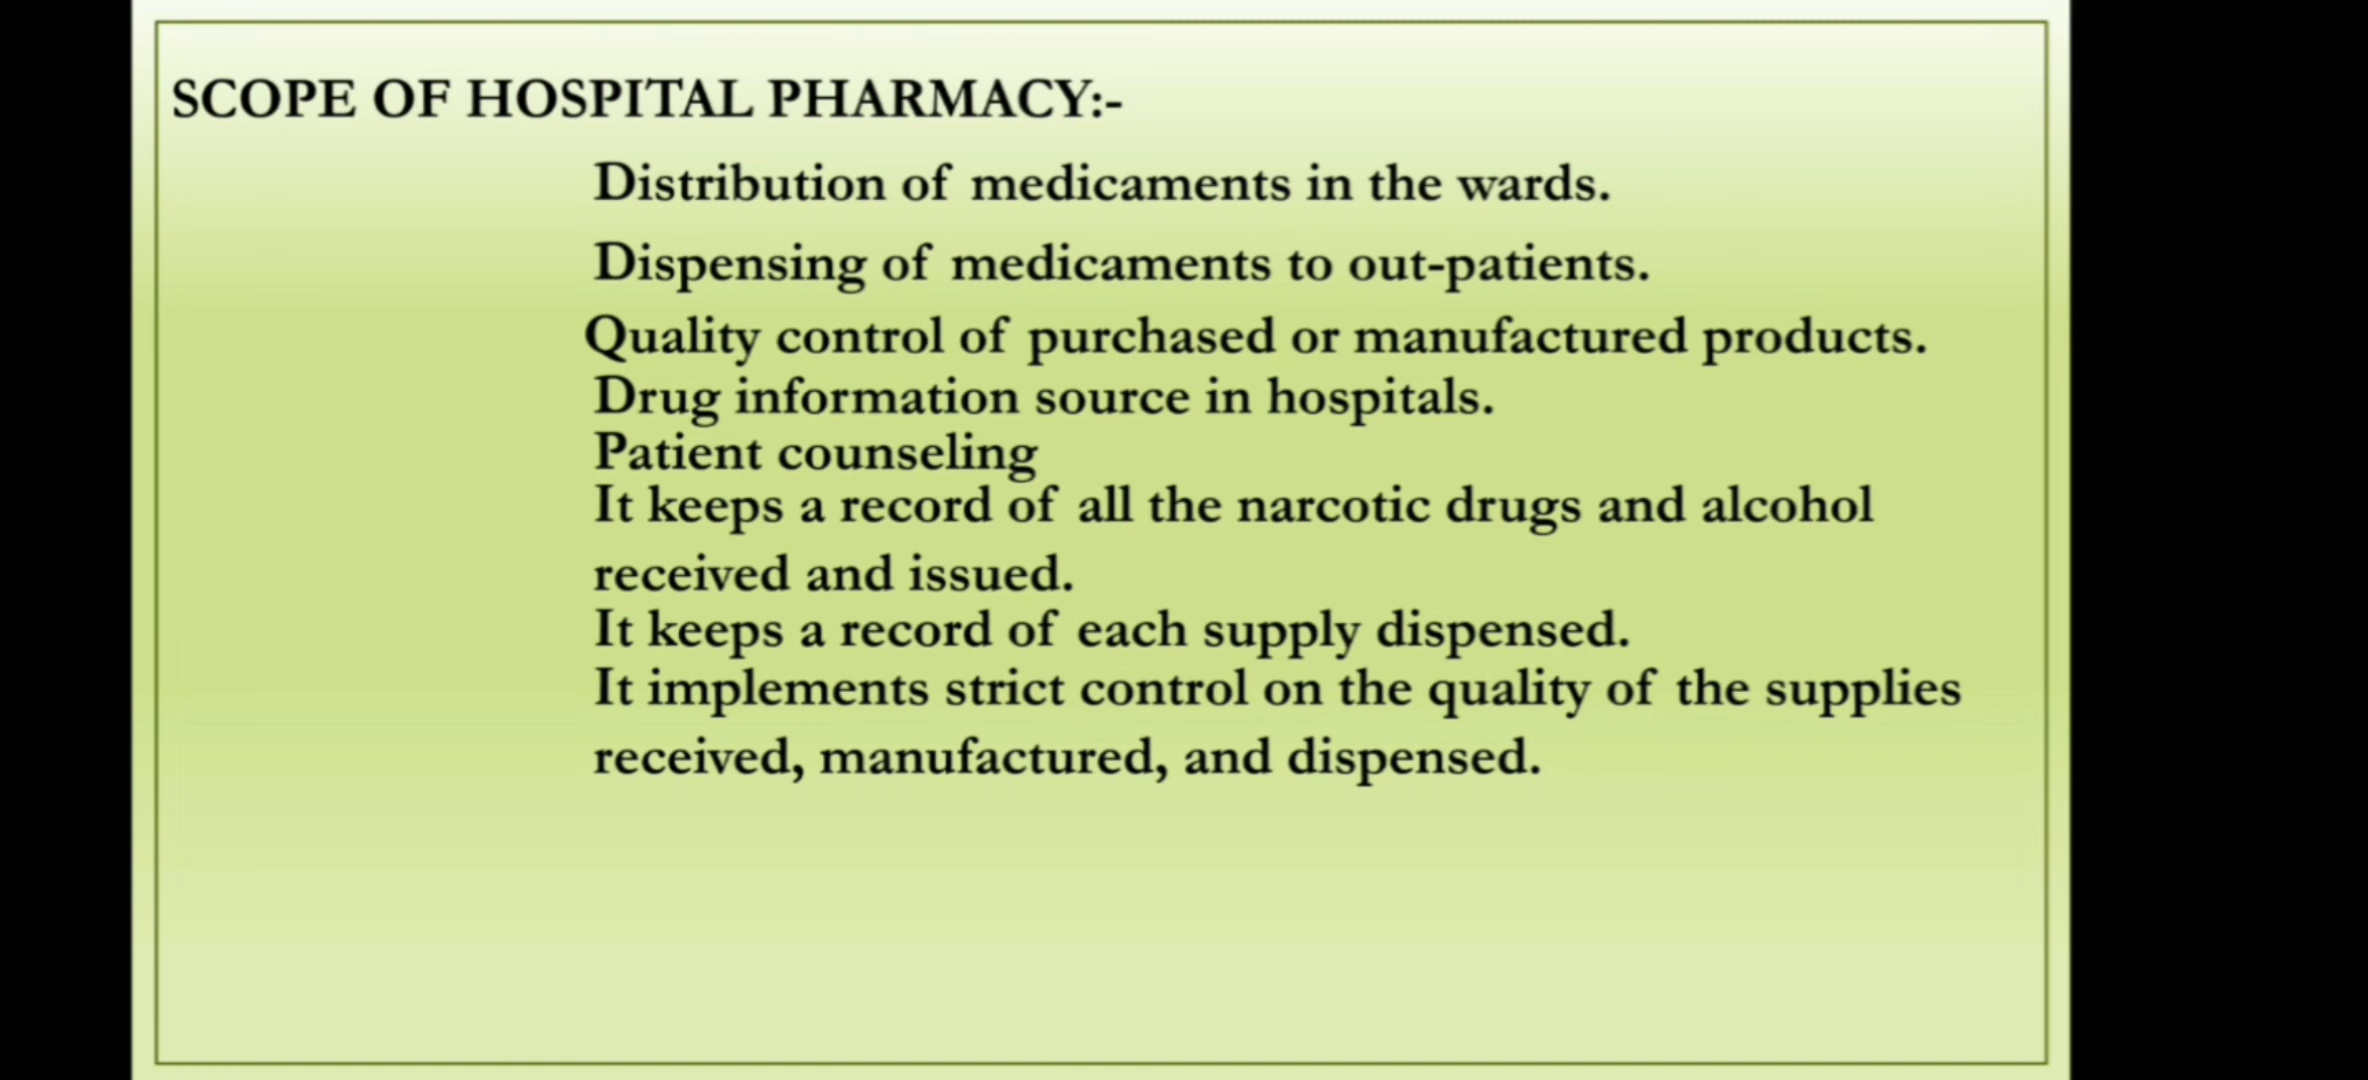 SCOPE OF HOSPITAL PHARMACY:-
Distribution of medicaments in the wards.
Dispensing of medicaments to out-patients.
Quality control of purchased or manufactured products.
Drug information source in hospitals.
Patient counseling
It keeps a record of all the narcotic drugs and alcohol
received and issued.
It keeps a record of each supply dispensed.
It implements strict control on the quality of the supplies
received, manufactured, and dispensed.